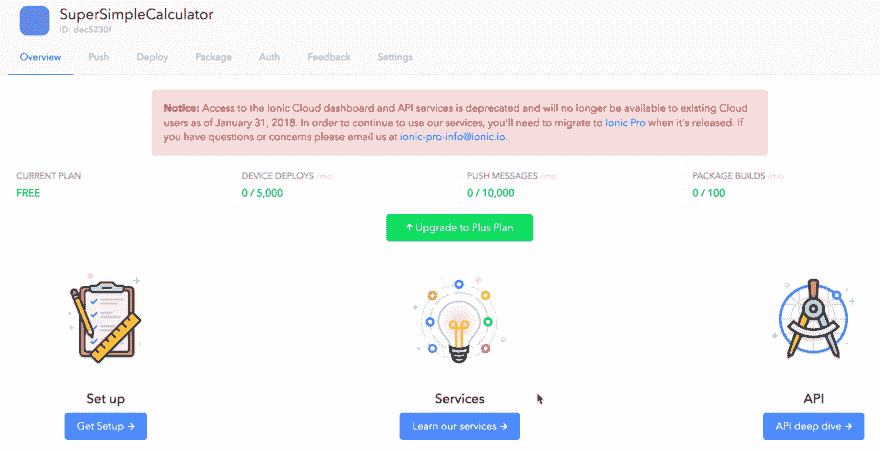 SuperSimpleCalculator
ID: dec5230f
Overview Push Deploy Package Auth Feedback Settings
Notice: Access to the Ionic Cloud dashboard and API services is deprecated and will no longer be available to existing Cloud
users as of January 31, 2018. In order to continue to use our services, you'll need to migrate to Ionic Pro when it's released. If
you have questions or concerns please email us at ionic-pro-info@ionic.io.
CURRENT PLAN DEVICE DEPLOYS /mo PUSH MESSAGES /mo PACKAGE BUILDS /mo
FREE 0 / 5,000 0 / 10,000 0 / 100
↑ Upgrade to Plus Plan
Set up Services API
Get Setup → Learn our services → API deep dive →